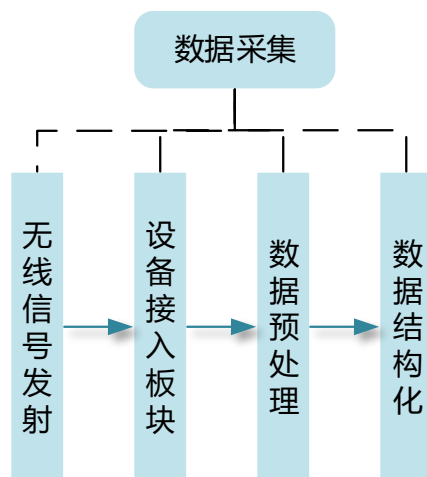 数据采集
无线信号发射
设备接入板块
数据预处理
数据结构化